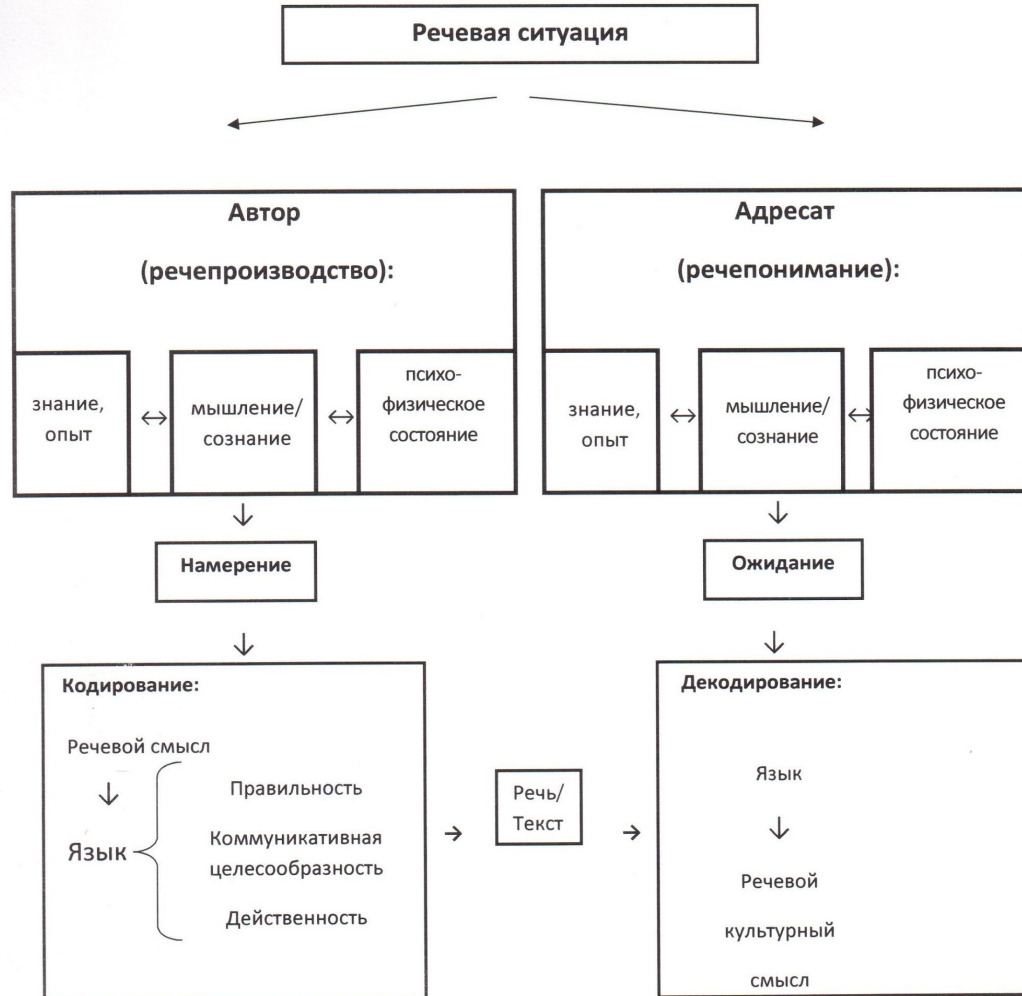 Речевая ситуация
Автор
(речепроизводство):
знание,
опыт
↔
мышление/
сознание
↔
психо-
физическое
состояние
Адресат
(речепонимание):
знание,
опыт
↔
мышление/
сознание
↔
психо-
физическое
состояние
↓
Намерение
↓
↓
Ожидание
↓
Кодирование:
Речевой смысл
↓
Язык
Правильность
Коммуникативная
целесообразность
Действенность
→
Речь/
Текст
→
Декодирование:
Язык
↓
Речевой
культурный
смысл